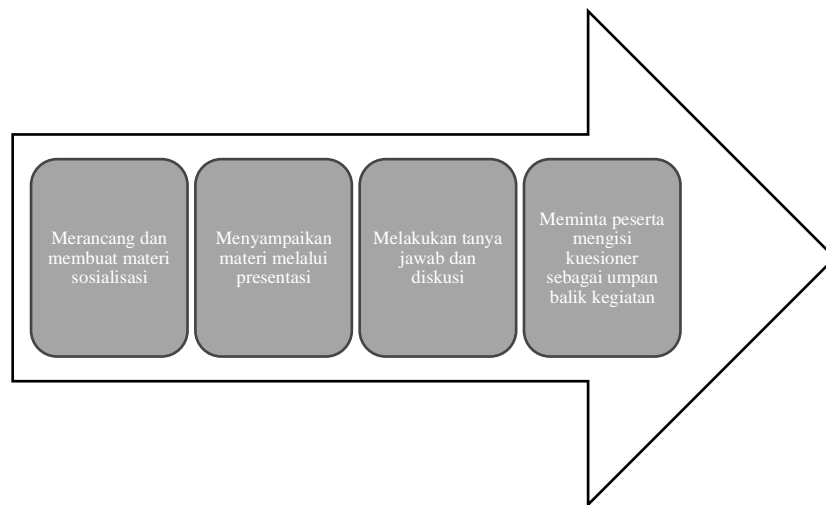 Merancang dan
membuat materi
sosialisasi
Menyampaikan
materi melalui
presentasi
Melakukan tanya
jawab dan
diskusi
Meminta peserta
mengisi
kuesioner
sebagai umpan
balik kegiatan